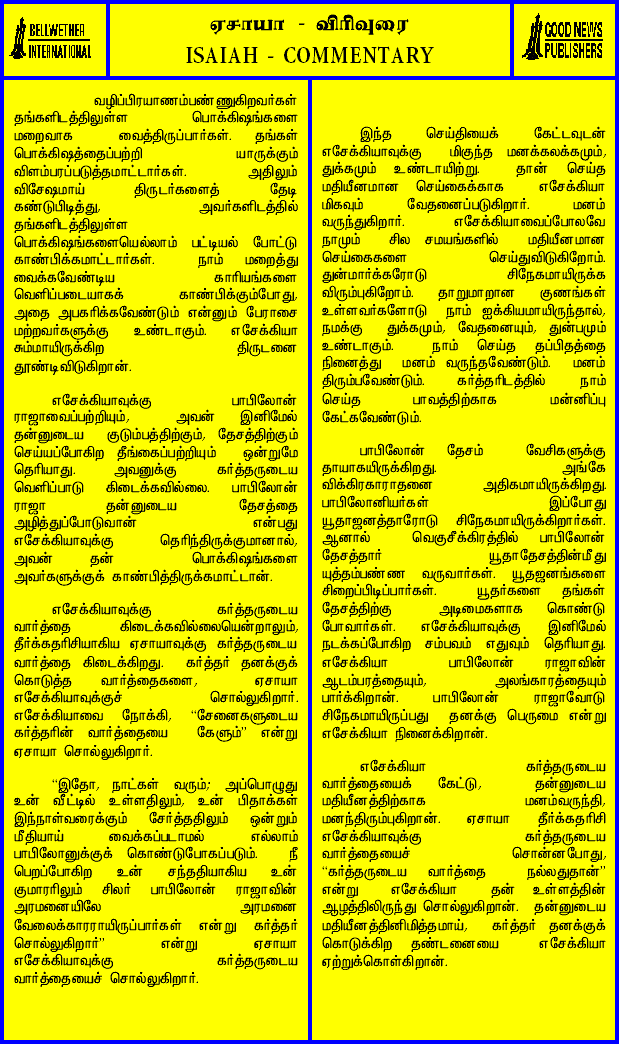 BELLWETHER
INTERNATIONAL
ஏசாயா - விரிவுரை
ISAIAH - COMMENTARY
GOOD NEWS
PUBLISHERS
வழிப்பிரயாணம்பண்ணுகிறவர்கள்
தங்களிடத்திலுள்ள பொக்கிஷங்களை
மறைவாக வைத்திருப்பார்கள். தங்கள்
பொக்கிஷத்தைப்பற்றி யாருக்கும்
விளம்பரப்படுத்தமாட்டார்கள். அதிலும்
விசேஷமாய் திருடர்களைத் தேடி
கண்டுபிடித்து, அவர்களிடத்தில்
தங்களிடத்திலுள்ள
பொக்கிஷங்களையெல்லாம் பட்டியல் போட்டு
காண்பிக்கமாட்டார்கள். நாம் மறைத்து
வைக்கவேண்டிய காரியங்களை
வெளிப்படையாகக் காண்பிக்கும்போது,
அதை அபகரிக்கவேண்டும் என்னும் பேராசை
மற்றவர்களுக்கு உண்டாகும். எசேக்கியா
சும்மாயிருக்கிற திருடனை
தூண்டிவிடுகிறான்.
எசேக்கியாவுக்கு பாபிலோன்
ராஜாவைப்பற்றியும், அவன் இனிமேல்
தன்னுடைய குடும்பத்திற்கும், தேசத்திற்கும்
செய்யப்போகிற தீங்கைப்பற்றியும் ஒன்றுமே
தெரியாது. அவனுக்கு கர்த்தருடைய
வெளிப்பாடு கிடைக்கவில்லை. பாபிலோன்
ராஜா தன்னுடைய தேசத்தை
அழித்துப்போடுவான் என்பது
எசேக்கியாவுக்கு தெரிந்திருக்குமானால்,
அவன் தன் பொக்கிஷங்களை
அவர்களுக்குக் காண்பித்திருக்கமாட்டான்.
எசேக்கியாவுக்கு கர்த்தருடைய
வார்த்தை கிடைக்கவில்லையென்றாலும்,
தீர்க்கதரிசியாகிய ஏசாயாவுக்கு கர்த்தருடைய
வார்த்தை கிடைக்கிறது. கர்த்தர் தனக்குக்
கொடுத்த வார்த்தைகளை, ஏசாயா
எசேக்கியாவுக்குச் சொல்லுகிறார்.
எசேக்கியாவை நோக்கி, “சேனைகளுடைய
கர்த்தரின் வார்த்தையை கேளும்” என்று
ஏசாயா சொல்லுகிறார்.
“இதோ, நாட்கள் வரும்; அப்பொழுது
உன் வீட்டில் உள்ளதிலும், உன் பிதாக்கள்
இந்நாள்வரைக்கும் சேர்த்ததிலும் ஒன்றும்
மீதியாய் வைக்கப்படாமல் எல்லாம்
பாபிலோனுக்குக் கொண்டுபோகப்படும். நீ
பெறப்போகிற உன் சந்ததியாகிய உன்
குமாரரிலும் சிலர் பாபிலோன் ராஜாவின்
அரமனையிலே அரமனை
வேலைக்காரராயிருப்பார்கள் என்று கர்த்தர்
சொல்லுகிறார்” என்று ஏசாயா
எசேக்கியாவுக்கு கர்த்தருடைய
வார்த்தையைச் சொல்லுகிறார்.
இந்த செய்தியைக் கேட்டவுடன்
எசேக்கியாவுக்கு மிகுந்த மனக்கலக்கமும்,
துக்கமும் உண்டாயிற்று. தான் செய்த
மதியீனமான செய்கைக்காக எசேக்கியா
மிகவும் வேதனைப்படுகிறார். மனம்
வருந்துகிறார். எசேக்கியாவைப்போலவே
நாமும் சில சமயங்களில் மதியீனமான
செய்கைகளை செய்துவிடுகிறோம்.
துன்மார்க்கரோடு சிநேகமாயிருக்க
விரும்புகிறோம். தாறுமாறான குணங்கள்
உள்ளவர்களோடு நாம் ஐக்கியமாயிருந்தால்,
நமக்கு துக்கமும், வேதனையும், துன்பமும்
உண்டாகும். நாம் செய்த தப்பிதத்தை
நினைத்து மனம் வருந்தவேண்டும். மனம்
திரும்பவேண்டும். கர்த்தரிடத்தில் நாம்
செய்த பாவத்திற்காக மன்னிப்பு
கேட்கவேண்டும்.
பாபிலோன் தேசம் வேசிகளுக்கு
தாயாகயிருக்கிறது. அங்கே
விக்கிரகாராதனை அதிகமாயிருக்கிறது.
பாபிலோனியர்கள் இப்போது
யூதாஜனத்தாரோடு சிநேகமாயிருக்கிறார்கள்.
ஆனால் வெகுசீக்கிரத்தில் பாபிலோன்
தேசத்தார் யூதாதேசத்தின்மீது
யுத்தம்பண்ண வருவார்கள். யூதஜனங்களை
சிறைப்பிடிப்பார்கள். யூதர்களை தங்கள்
தேசத்திற்கு அடிமைகளாக கொண்டு
போவார்கள். எசேக்கியாவுக்கு இனிமேல்
நடக்கப்போகிற சம்பவம் எதுவும் தெரியாது.
எசேக்கியா பாபிலோன் ராஜாவின்
ஆடம்பரத்தையும், அலங்காரத்தையும்
பார்க்கிறான். பாபிலோன் ராஜாவோடு
சிநேகமாயிருப்பது தனக்கு பெருமை என்று
எசேக்கியா நினைக்கிறான்.
எசேக்கியா கர்த்தருடைய
வார்த்தையைக் கேட்டு, தன்னுடைய
மதியீனத்திற்காக மனம்வருந்தி,
மனந்திரும்புகிறான். ஏசாயா தீர்க்கதரிசி
எசேக்கியாவுக்கு கர்த்தருடைய
வார்த்தையைச் சொன்னபோது,
“கர்த்தருடைய வார்த்தை நல்லதுதான்”
என்று எசேக்கியா தன் உள்ளத்தின்
ஆழத்திலிருந்து சொல்லுகிறான். தன்னுடைய
மதியீனத்தினிமித்தமாய், கர்த்தர் தனக்குக்
கொடுக்கிற தண்டனையை எசேக்கியா
ஏற்றுக்கொள்கிறான்.